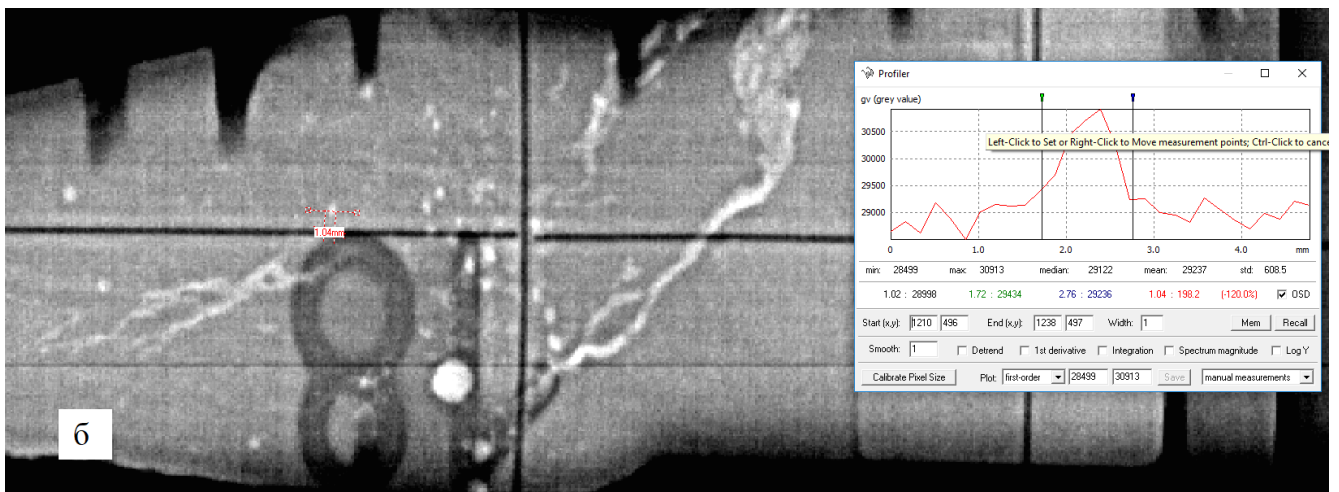 Profiler
gv (grey value)
30500
Left-Click to Set or Right-Click to Move measurement points; Ctrl-Click to cance
30000
29500
29000
0 1.0 2.0 3.0 4.0 mm
min: 28499 max: 30913 median: 29122 mean: 29237 std: 608.5
1.02 : 28998 1.72 : 29434 2.76 : 29236 1.04 : 198.2 (-120.0%) OSD
Start (x,y): 1210 496 End (x,y): 1238 497 Width: 1 Mem Recall
Smooth: 1 Detrend 1st derivative Integration Spectrum magnitude Log Y
Calibrate Pixel Size Plot: first-order 28499 30913 Save manual measurements
1.04mm
б